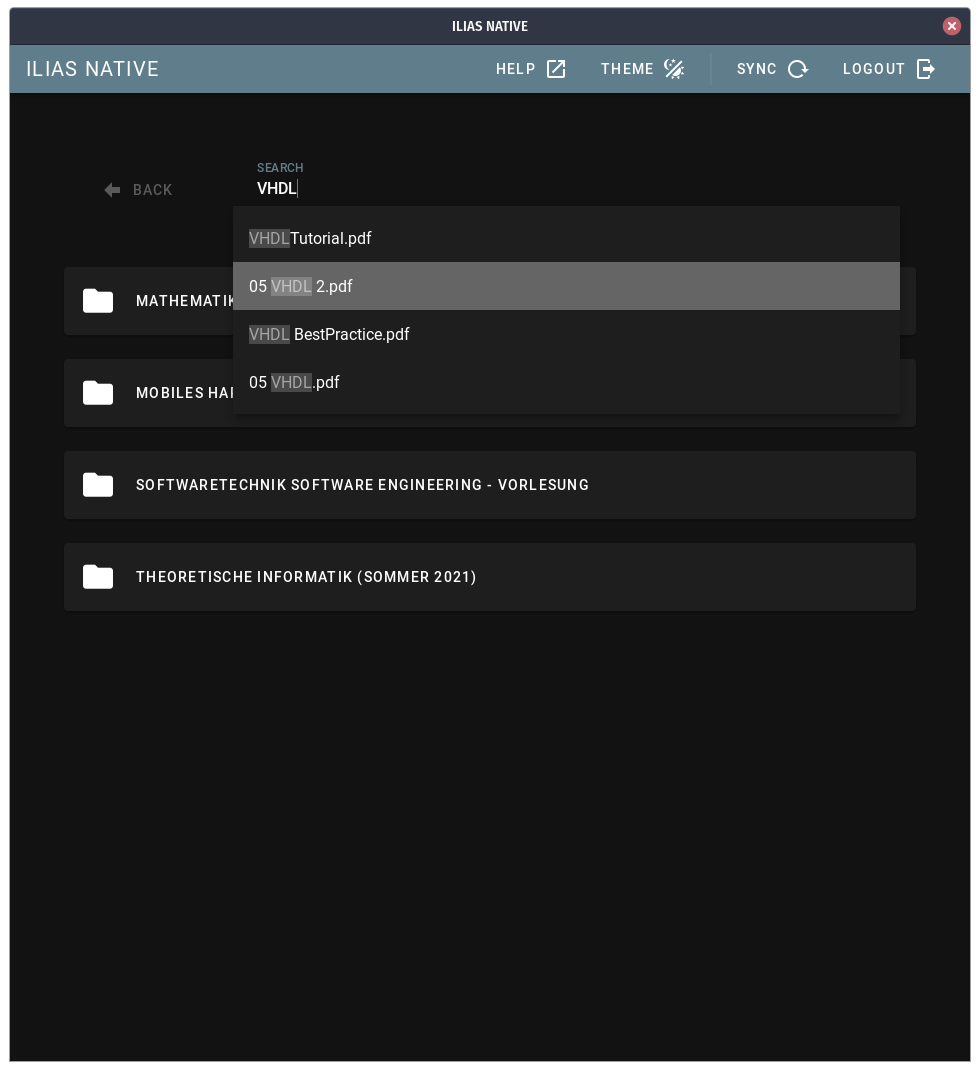 ILIAS NATIVE
ILIAS NATIVE HELP THEME SYNC LOGOUT
SEARCH
BACK VHDL
VHDLTutorial.pdf
05 VHDL 2.pdf
VHDL BestPractice.pdf
05 VHDL.pdf
MATHEMATIK
MOBILES
SOFTWARETECHNIK SOFTWARE ENGINEERING - VORLESUNG
THEORETISCHE INFORMATIK (SOMMER 2021)